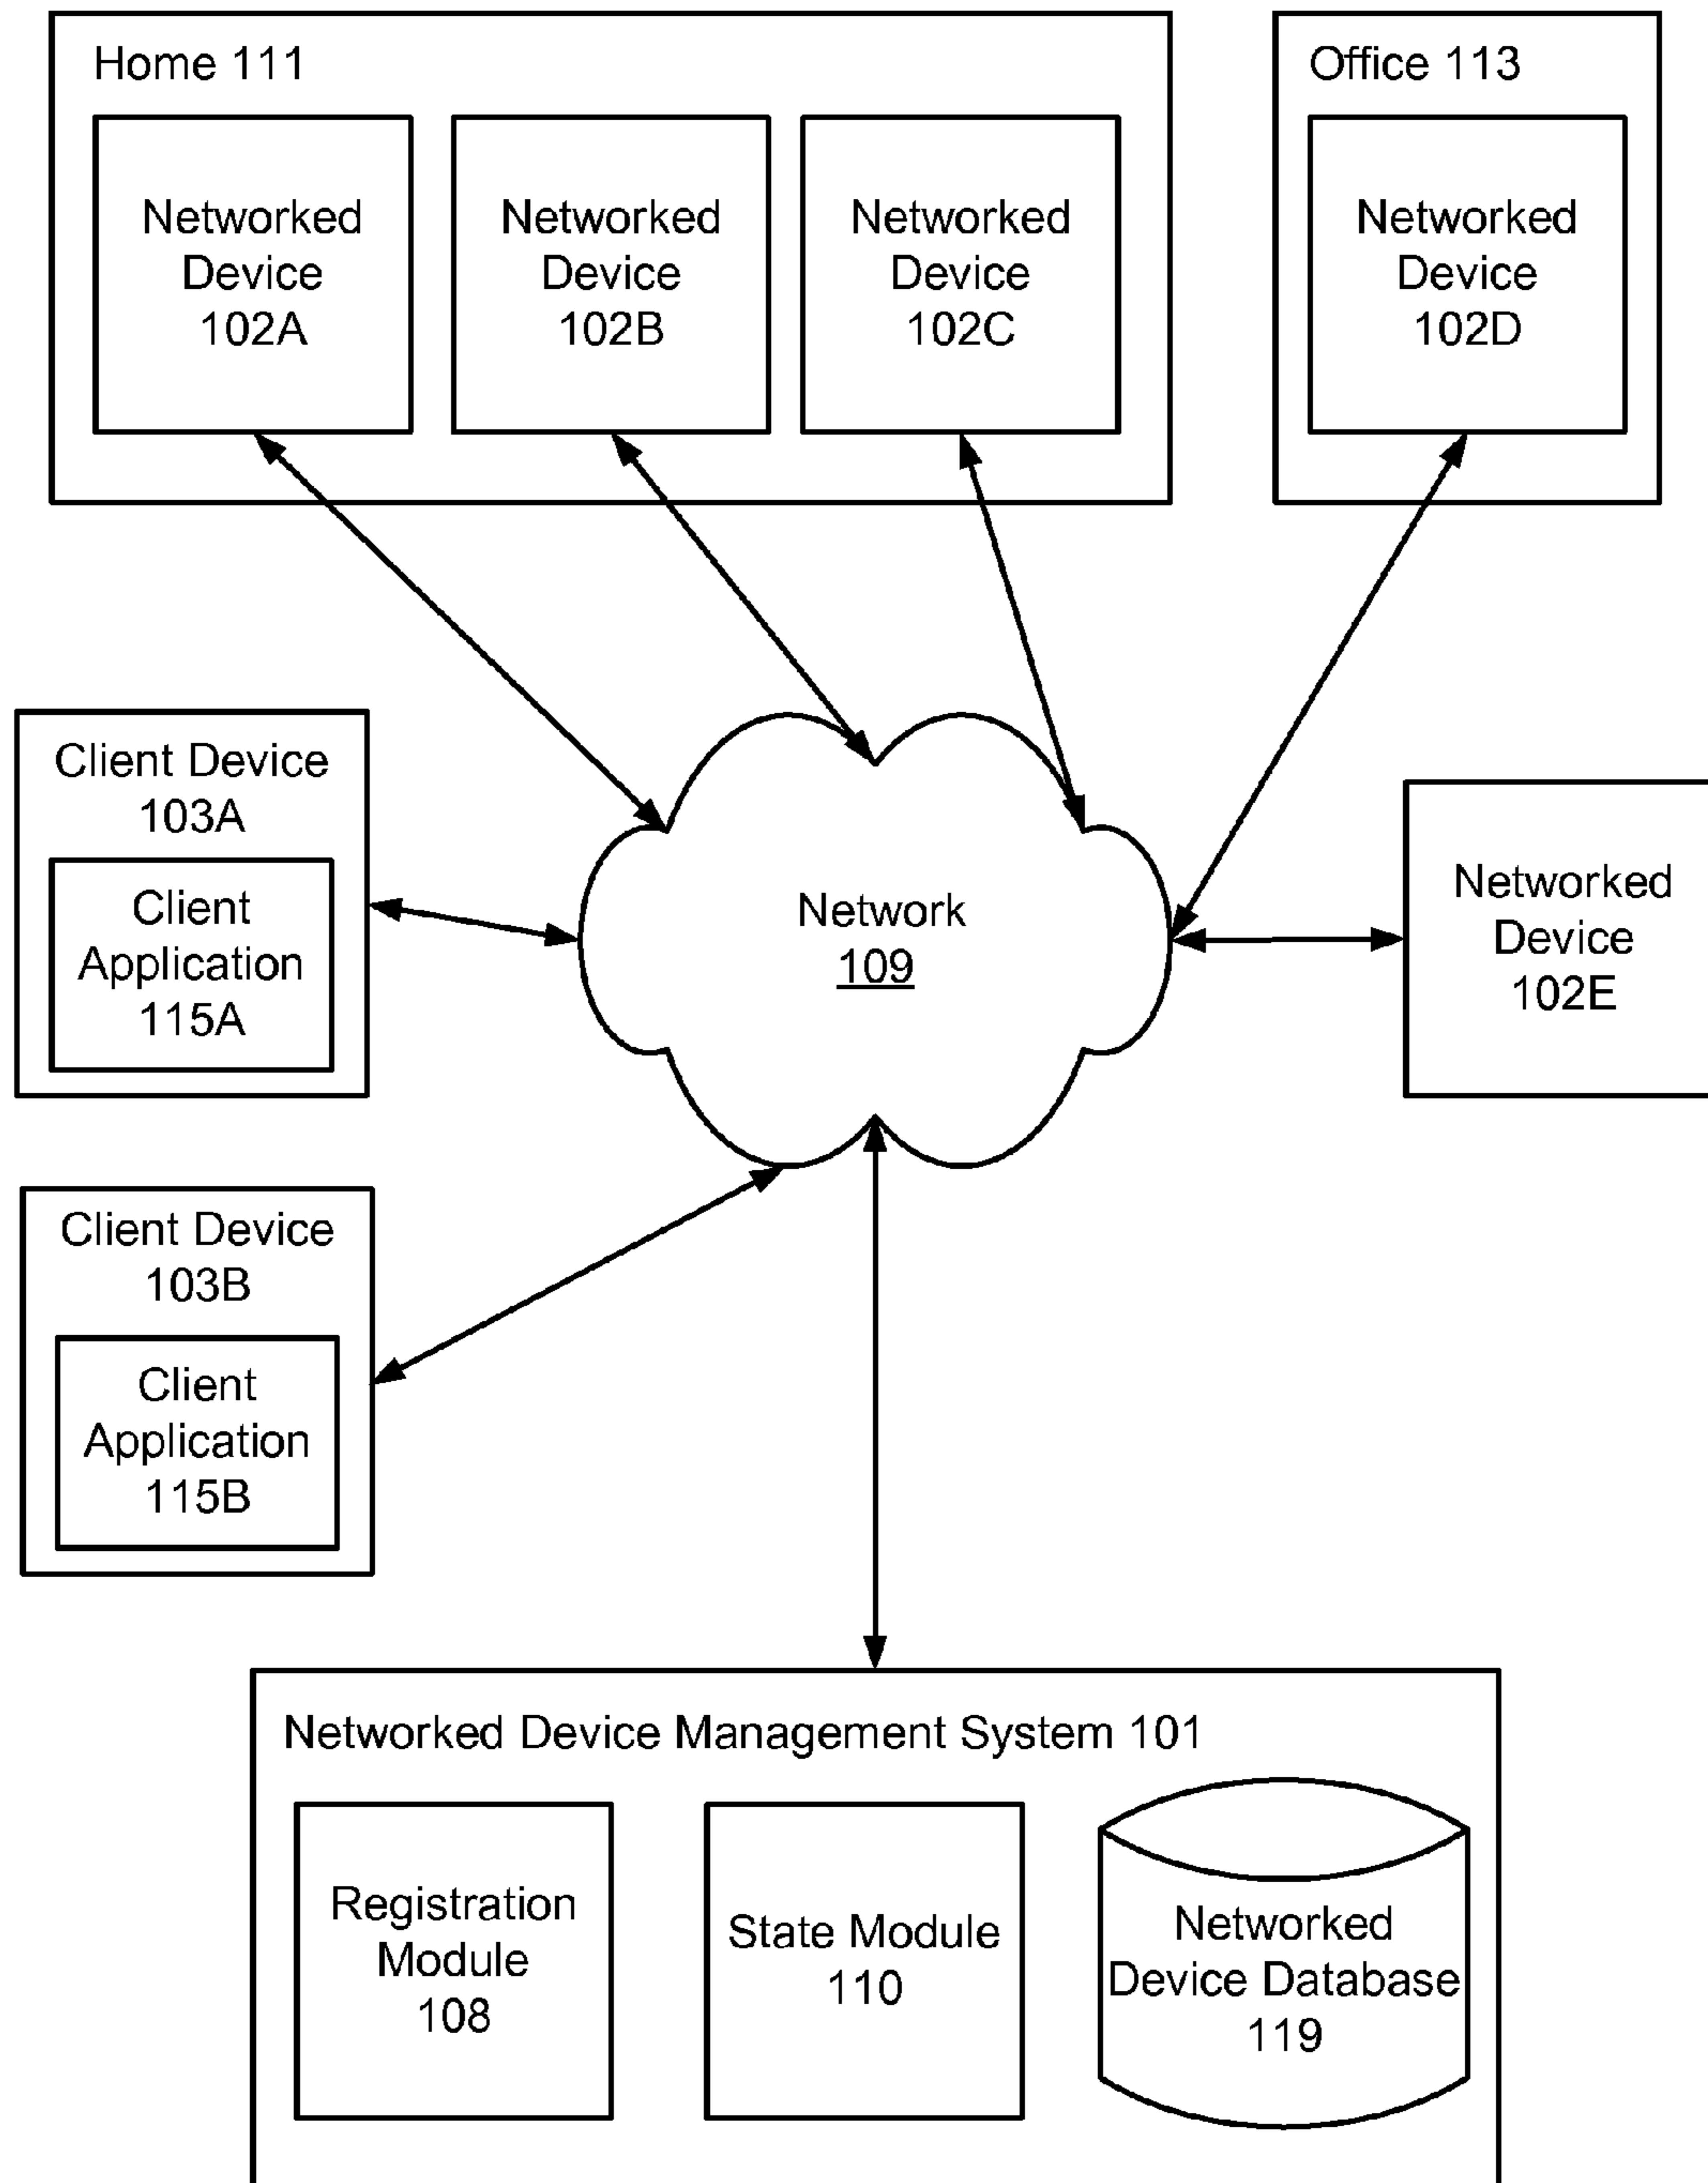 Home 111
Office 113
Networked
Device
102A
Networked
Device
102B
Networked
Device
102C
Networked
Device
102D
Client Device
103A
Client
Application
115A
Network
109
Networked
Device
102E
Client Device
103B
Client
Application
115B
Networked Device Management System 101
Registration
Module
108
State Module
110
Networked
Device Database
119